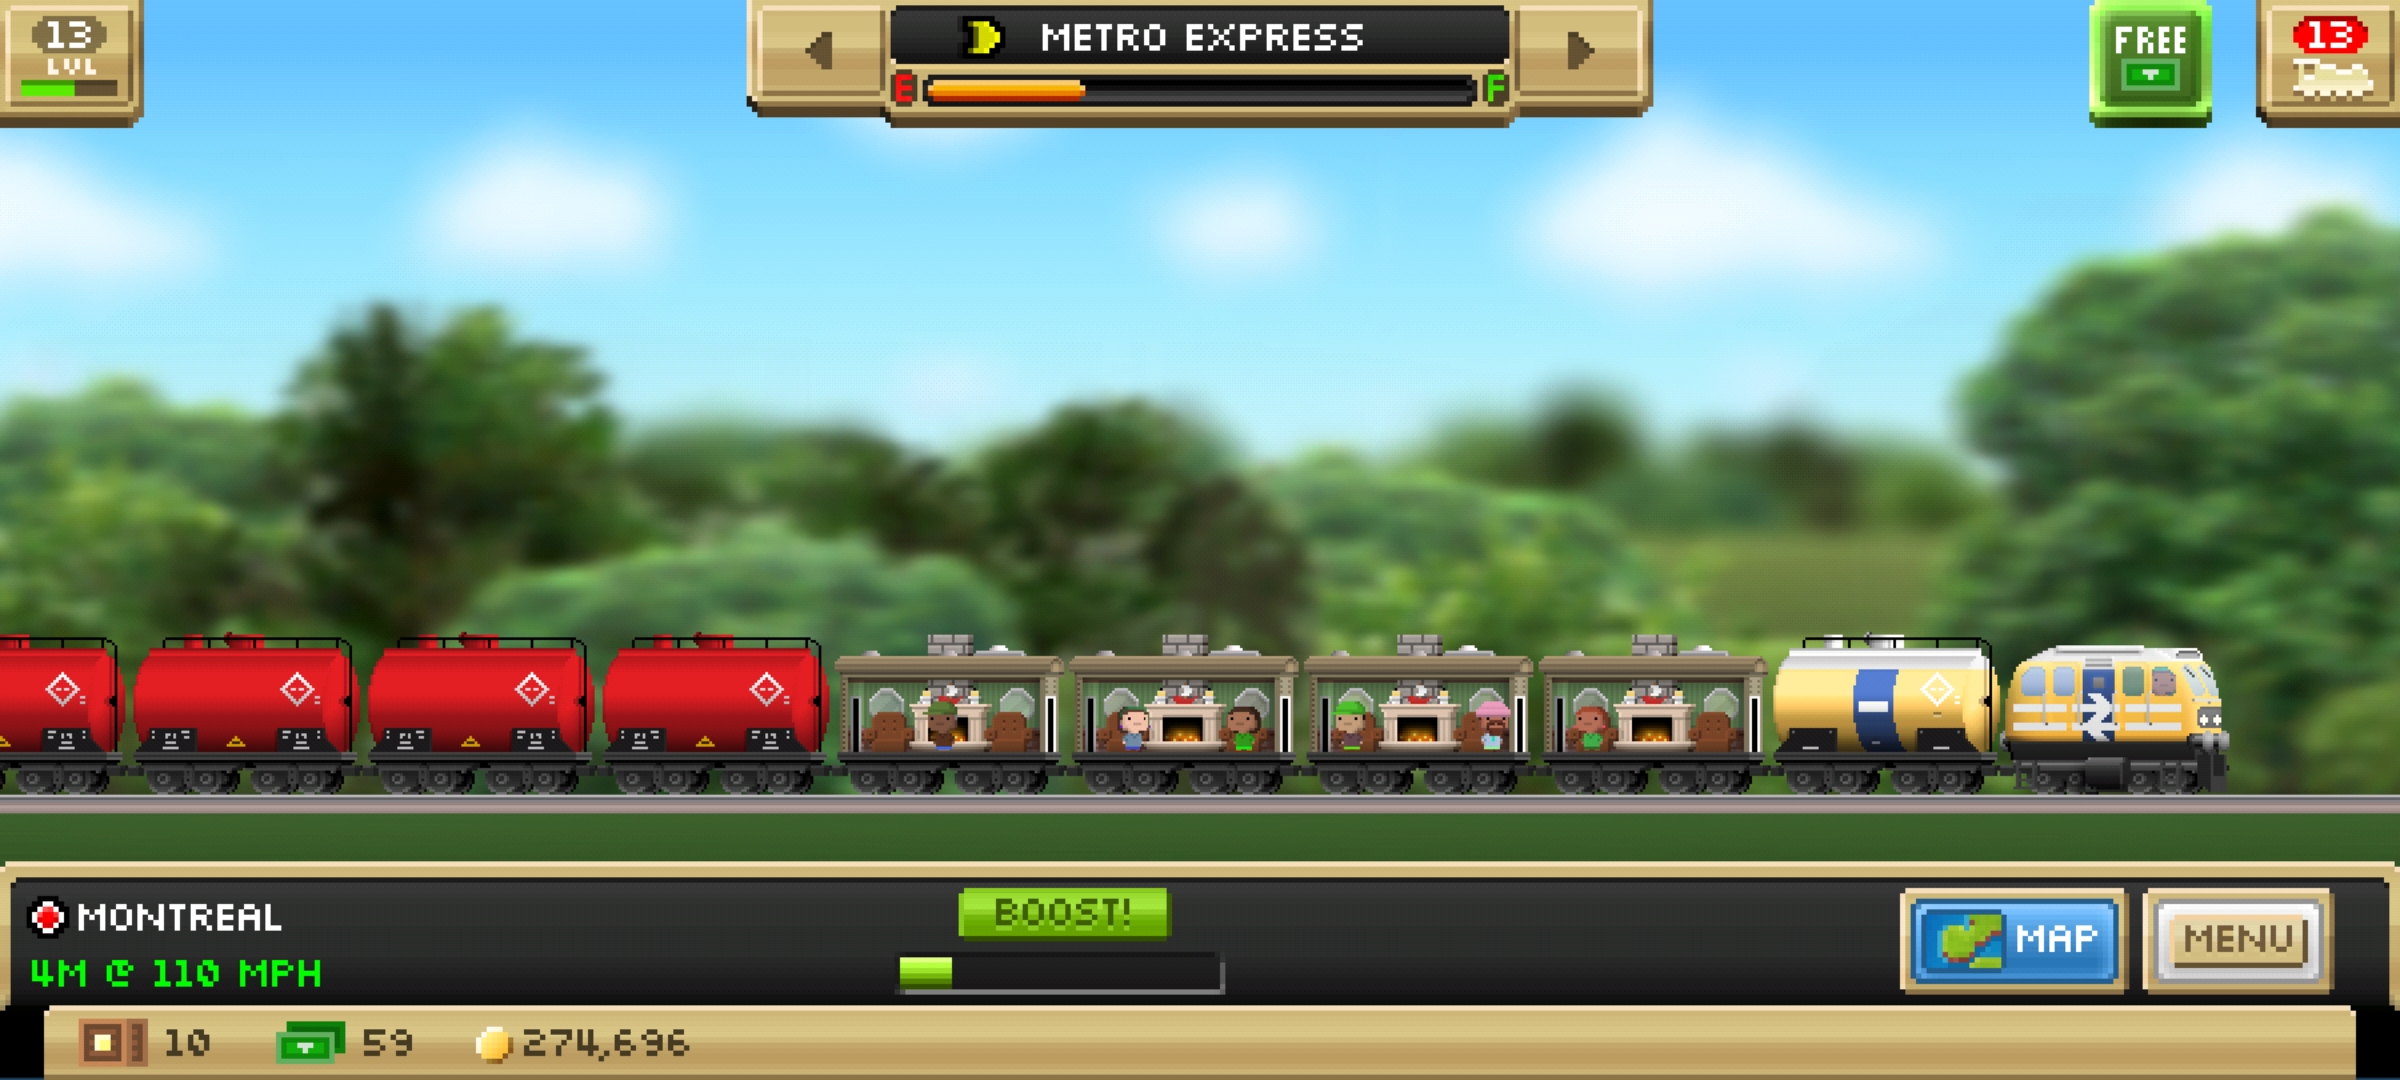 13
LVL
METRO EXPRESS
E F
FREE
13
MONTREAL
4M @ 110 MPH
BOOST!
MAP
MENU
10
59
274,696